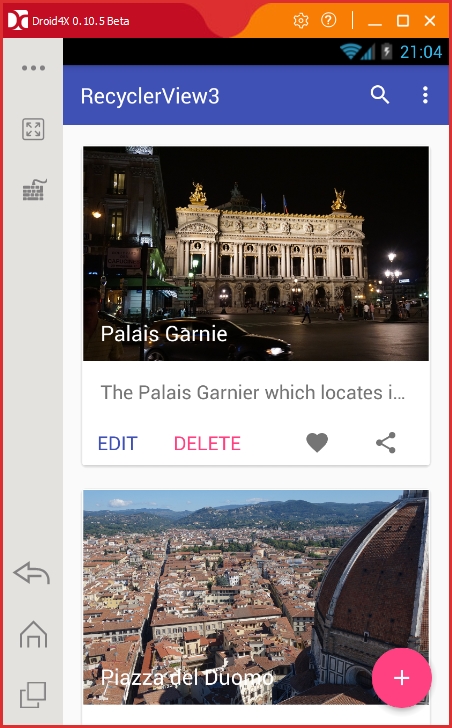 Droid4X 0.10.5 Beta
21:04
RecyclerView3
Palais Garnie
The Palais Garnier which locates i...
EDIT DELETE
Piazza del Duomo